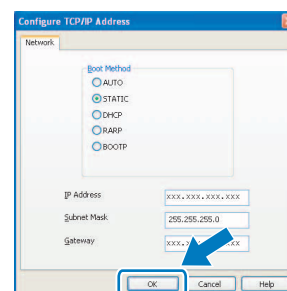 Configure TCP/IP Address
Network
Boot Method
AUTO
STATIC
DHCP
RARP
BOOTP
IP Address xxx.xxx.xxx.xxx
Subnet Mask 255.255.255.0
Gateway
OK Cancel Help